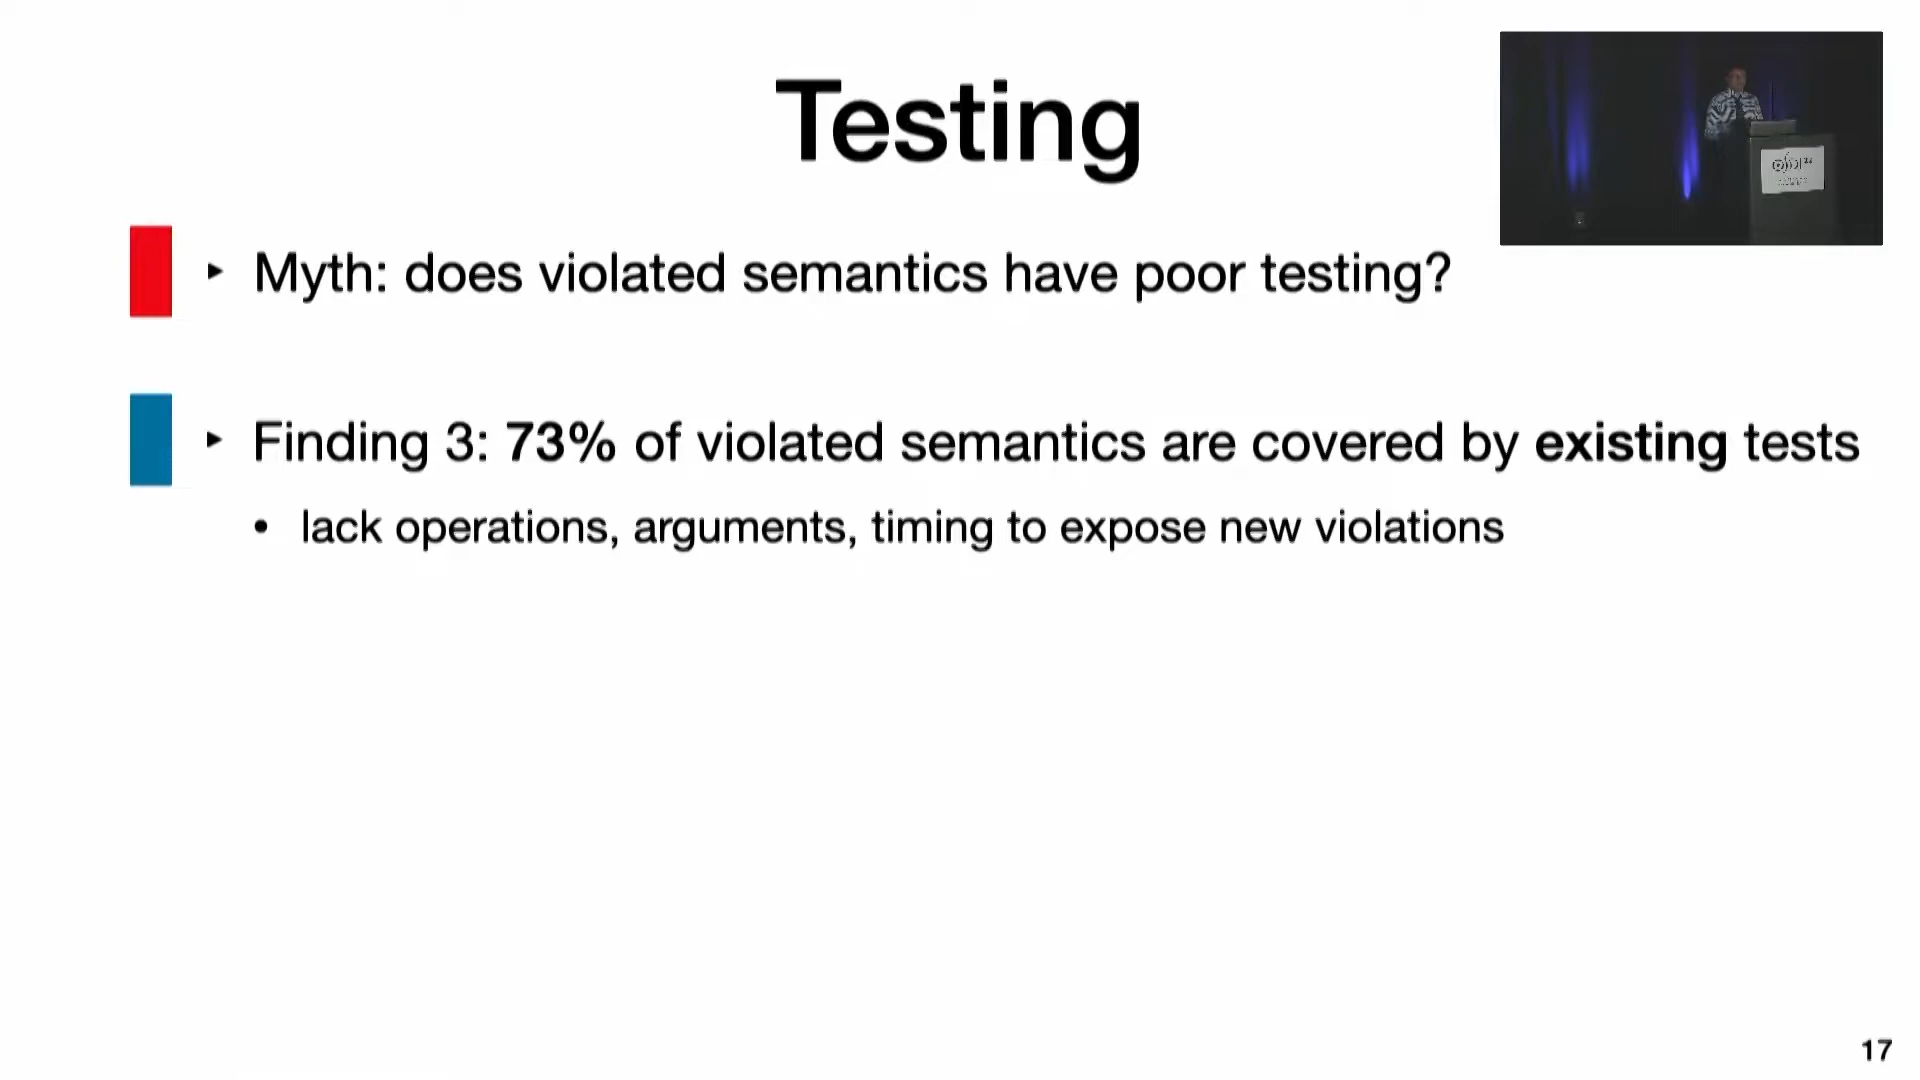 Testing
‣ Myth: does violated semantics have poor testing?
‣ Finding 3: 73% of violated semantics are covered by existing tests
• lack operations, arguments, timing to expose new violations
17